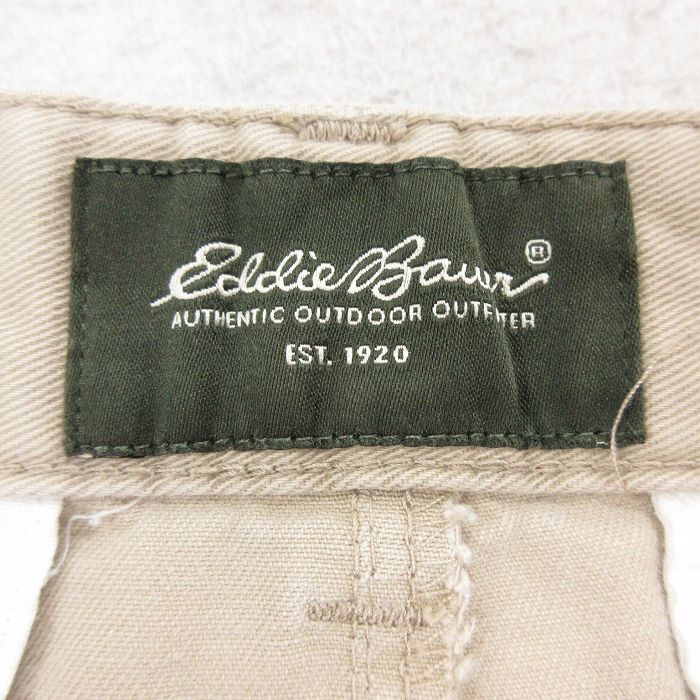 Eddie Bauer®
AUTHENTIC OUTDOOR OUTFITTER
EST. 1920